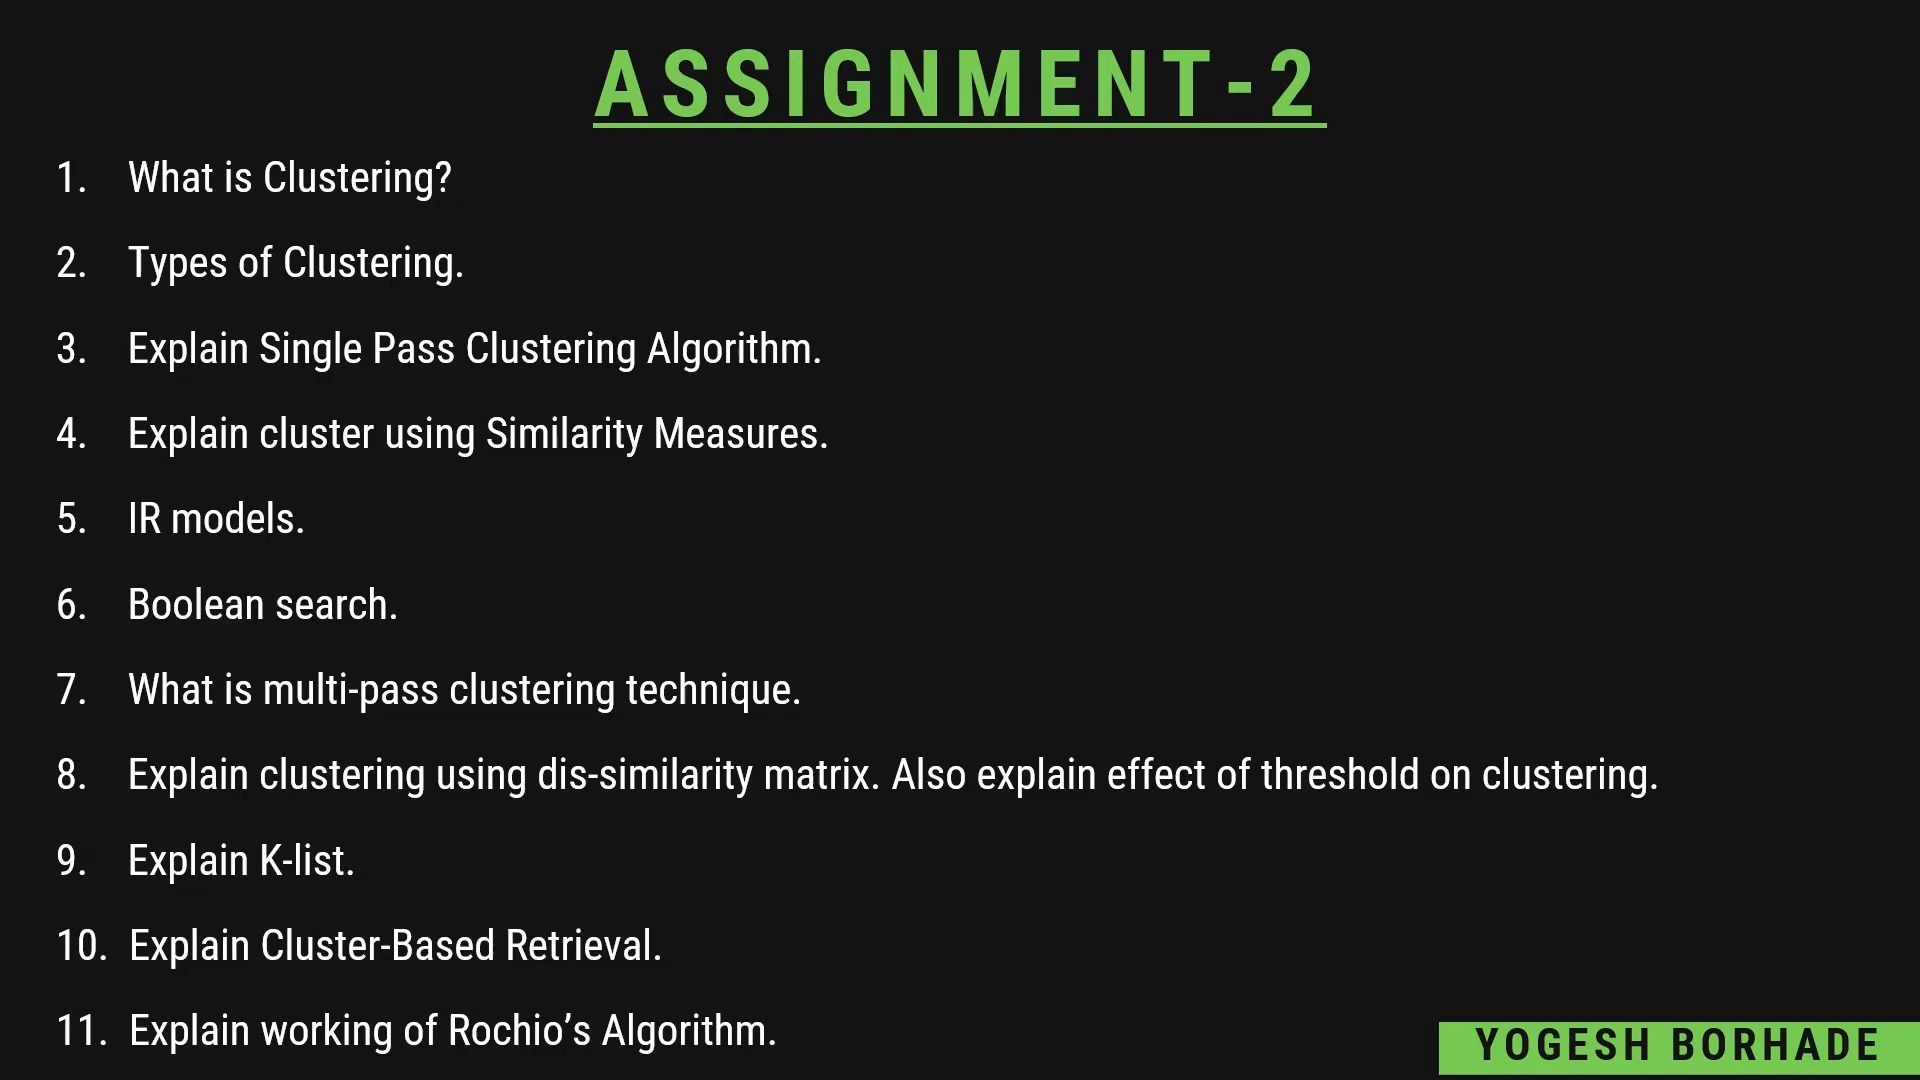 ASSIGNMENT-2
1. What is Clustering?
2. Types of Clustering.
3. Explain Single Pass Clustering Algorithm.
4. Explain cluster using Similarity Measures.
5. IR models.
6. Boolean search.
7. What is multi-pass clustering technique.
8. Explain clustering using dis-similarity matrix. Also explain effect of threshold on clustering.
9. Explain K-list.
10. Explain Cluster-Based Retrieval.
11. Explain working of Rochio’s Algorithm.
YOGESH BORHADE